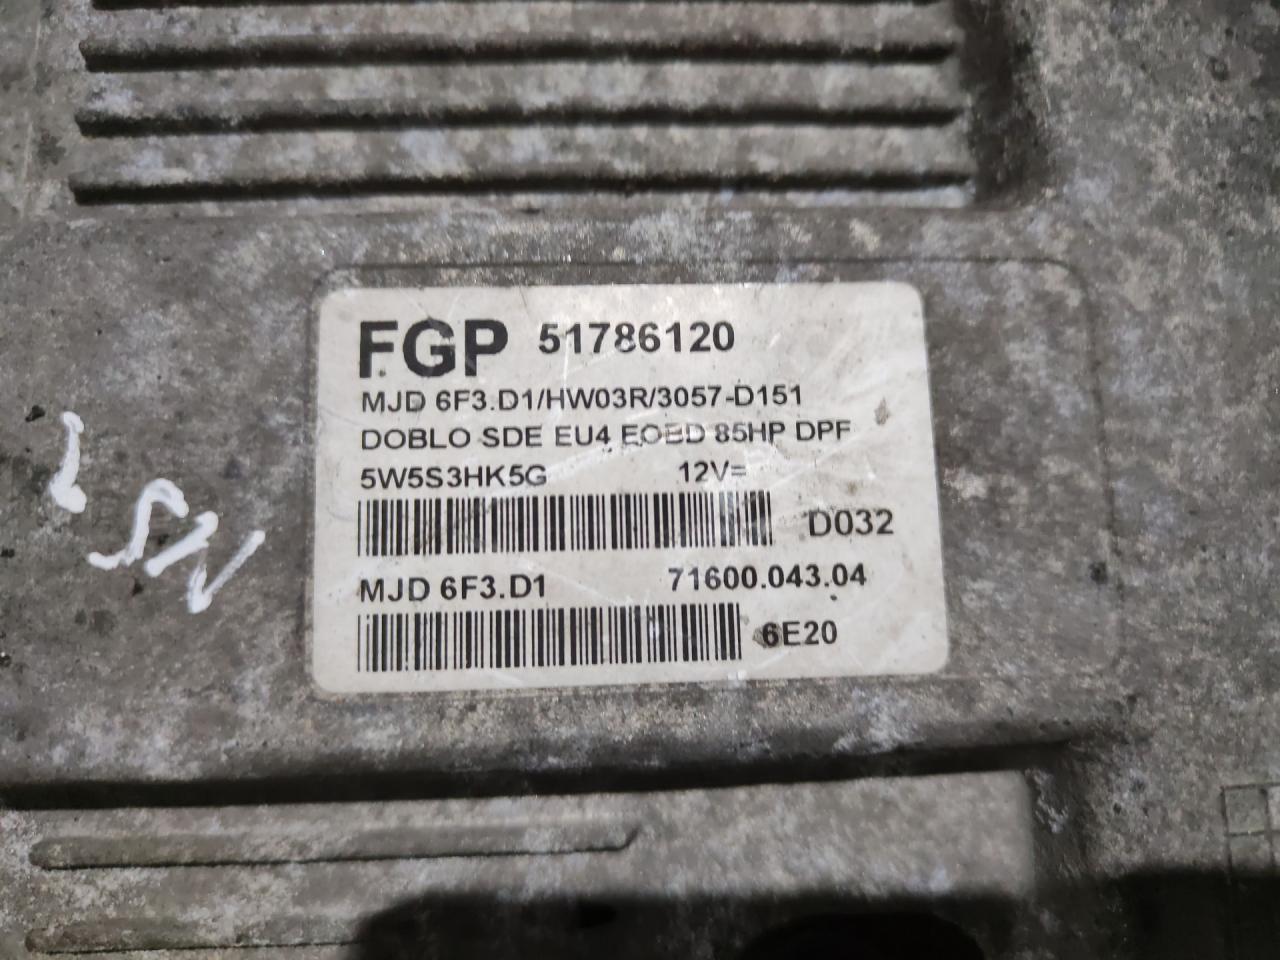 FGP 51786120
MJD 6F3.D1/HW03R/3057-D151
DOBLO SDE EU4 EOBD 85HP DPF
5W5S3HK5G 12V=
D032
MJD 6F3.D1 71600.043.04
6E20